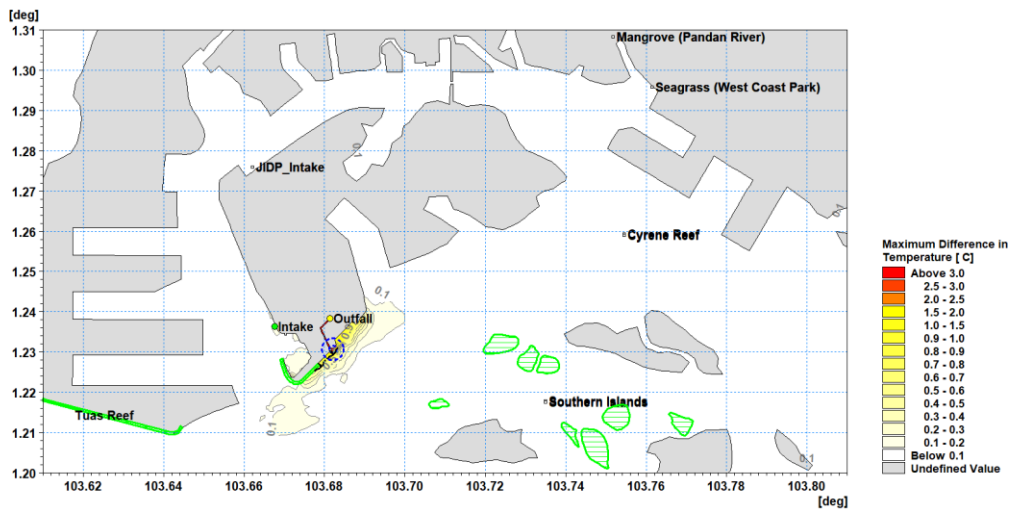 [deg]
1.31
1.30
1.29
1.28
1.27
1.26
1.25
1.24
1.23
1.22
1.21
1.20
103.62
103.64
103.66
103.68
103.70
103.72
103.74
103.76
103.78
103.80
[deg]
Mangrove (Pandan River)
Seagrass (West Coast Park)
0.1
JIDP_Intake
0.1
Cyrene Reef
0.1
Outfall
Intake
Southern Islands
Tuas Reef
0.1
0.1
Maximum Difference in
Temperature [ C]
Above 3.0
2.5 - 3.0
2.0 - 2.5
1.5 - 2.0
1.0 - 1.5
0.9 - 1.0
0.8 - 0.9
0.7 - 0.8
0.6 - 0.7
0.5 - 0.6
0.4 - 0.5
0.3 - 0.4
0.2 - 0.3
0.1 - 0.2
Below 0.1
Undefined Value